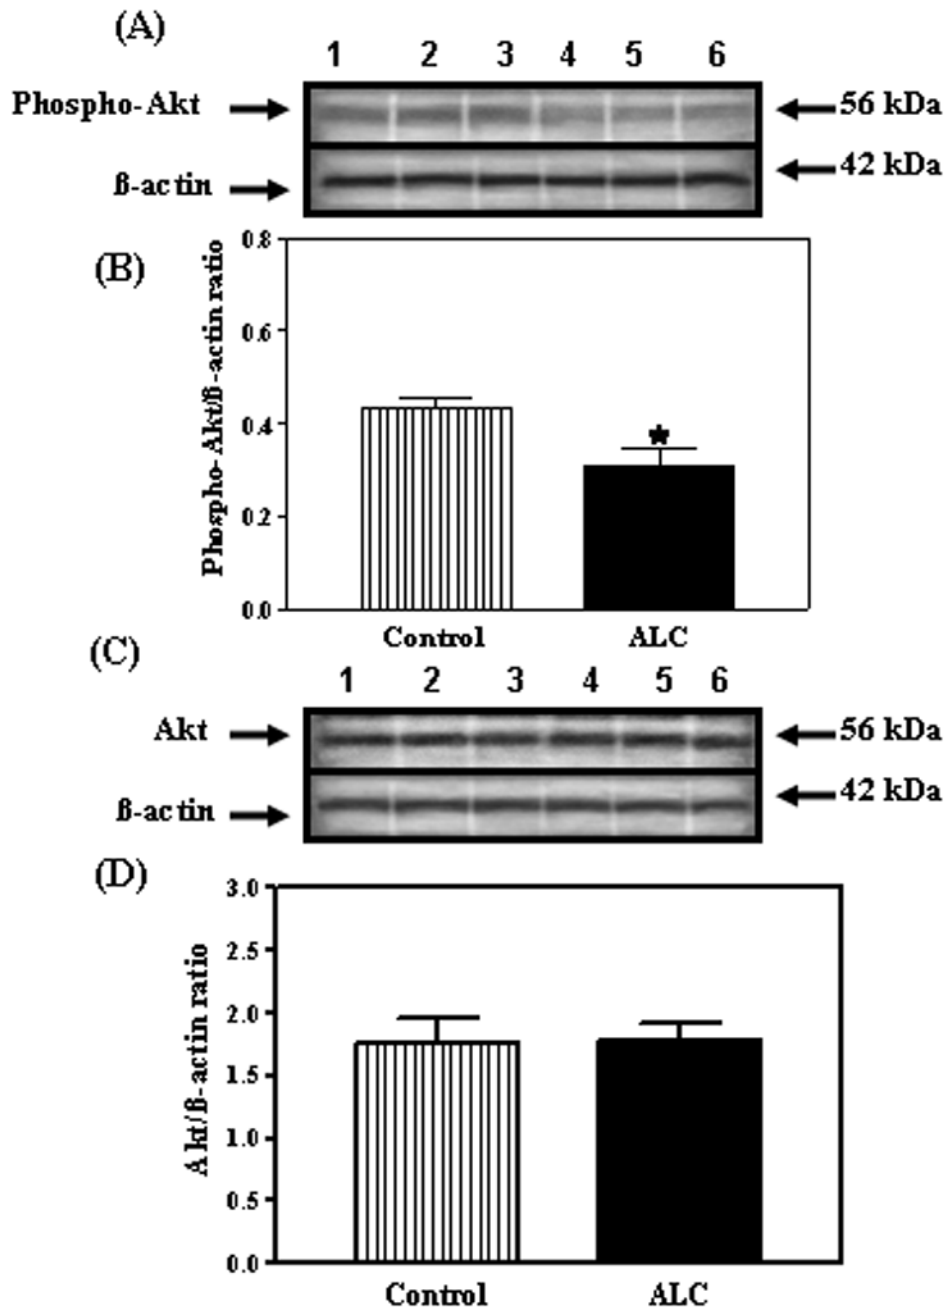 (A)
1 2 3 4 5 6
Phospho-Akt 56 kDa
ß-actin 42 kDa
(B)
Phospho-Akt/ß-actin ratio
0.8
0.6
0.4
0.2
0.0
*
Control ALC
(C)
1 2 3 4 5 6
Akt 56 kDa
ß-actin 42 kDa
(D)
Akt/ß-actin ratio
3.0
2.5
2.0
1.5
1.0
0.5
0.0
Control ALC